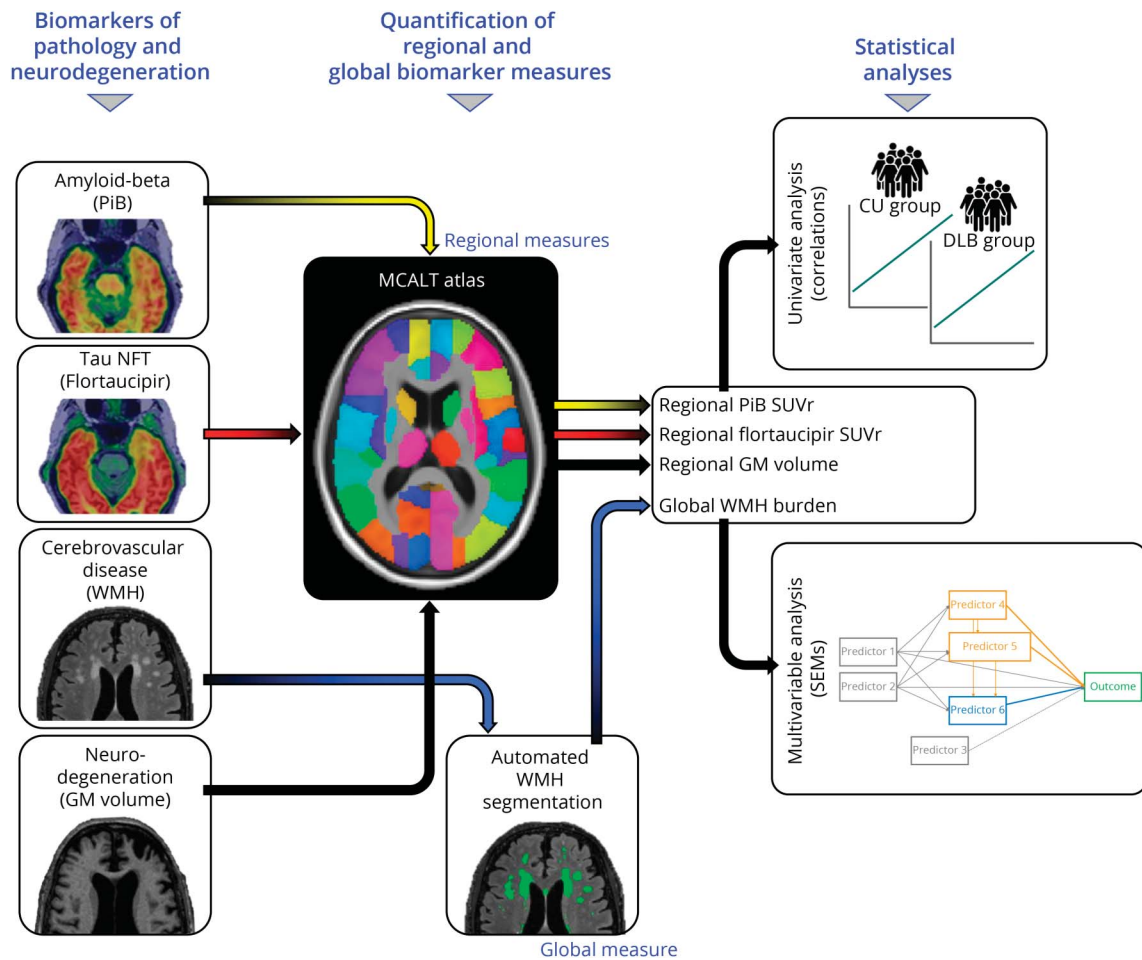 Biomarkers of
pathology and
neurodegeneration
Quantification of
regional and
global biomarker measures
Statistical
analyses
Amyloid-beta
(PiB)
Tau NFT
(Flortaucipir)
Cerebrovascular
disease
(WMH)
Neuro-
degeneration
(GM volume)
Regional measures
MCALT atlas
Automated
WMH
segmentation
Global measure
Regional PiB SUVr
Regional flortaucipir SUVr
Regional GM volume
Global WMH burden
Univariate analysis
(correlations)
CU group
DLB group
Multivariable analysis
(SEMs)
Predictor 1
Predictor 2
Predictor 3
Predictor 4
Predictor 5
Predictor 6
Outcome